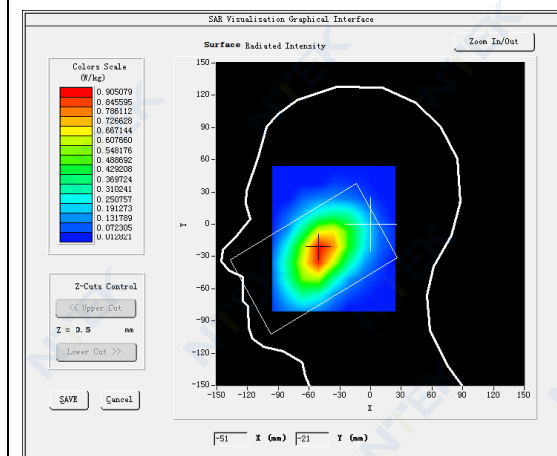 SAR Visualisation Graphical Interface
Surface Radiated Intensity
Zoom In/Out
Colors Scale
(W/kg)
0.905079
0.845595
0.786112
0.726628
0.667144
0.607660
0.548176
0.488692
0.429208
0.369724
0.310241
0.250757
0.191273
0.131789
0.072305
0.012821
150
120
90
60
30
0
-30
-60
-90
-120
-150
Y
-150 -120 -90 -60 -30 0 30 60 90 120 150
X
Z-Cuts Control
<< Upper Cut
Z = 0.5 mm
Lower Cut >>
SAVE Cancel
-51 X (mm) -21 Y (mm)
NTEK